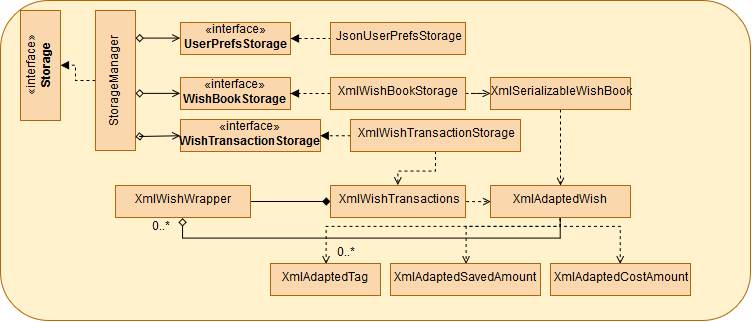 «interface»
Storage
StorageManager
«interface»
UserPrefsStorage
JsonUserPrefsStorage
«interface»
WishBookStorage
XmlWishBookStorage
XmlSerializableWishBook
«interface»
WishTransactionStorage
XmlWishTransactionStorage
XmlWishWrapper
XmlWishTransactions
XmlAdaptedWish
0..*
0..*
XmlAdaptedTag
XmlAdaptedSavedAmount
XmlAdaptedCostAmount